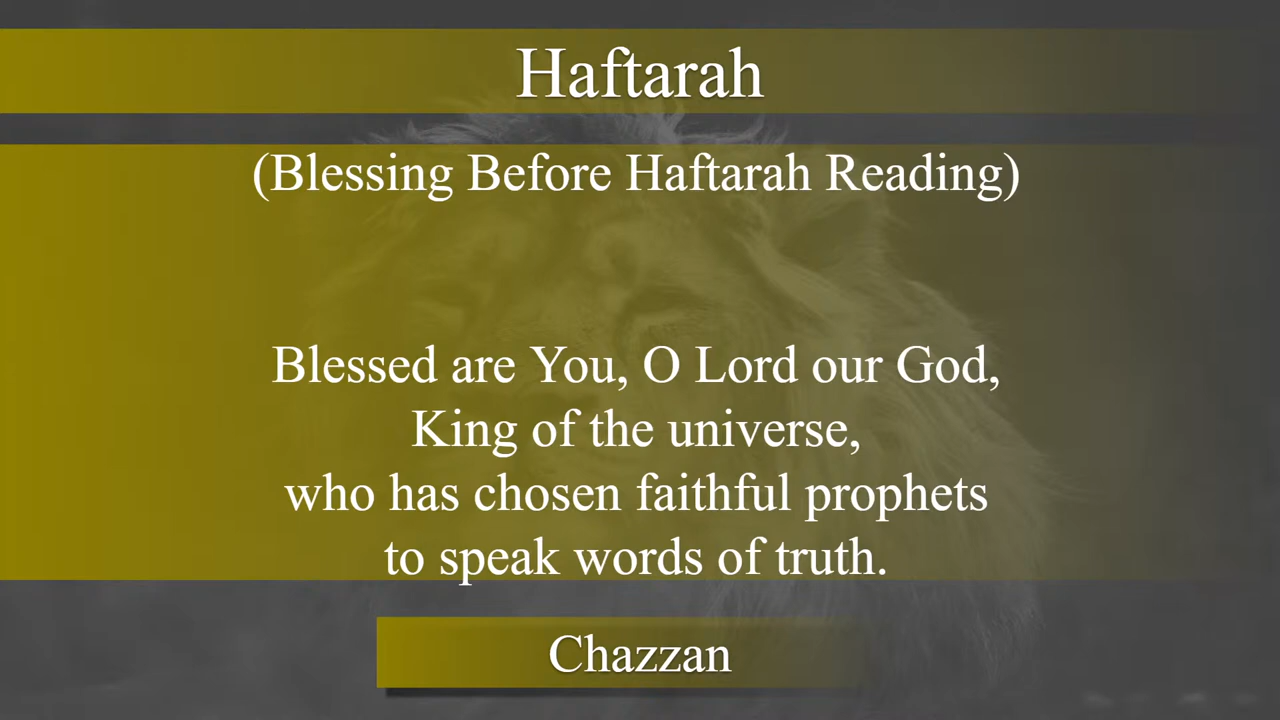 Haftarah
(Blessing Before Haftarah Reading)
Blessed are You, O Lord our God,
King of the universe,
who has chosen faithful prophets
to speak words of truth.
Chazzan